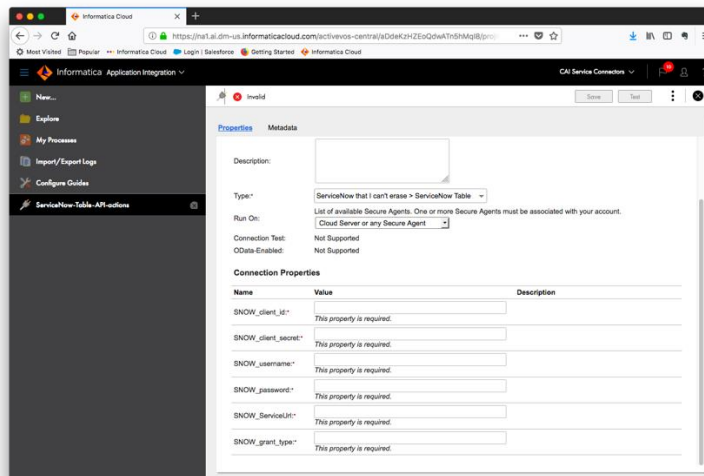 Informatica Cloud
https://na1.ai.dm-us.informaticacloud.com/activevos-central/aDdeKzHZEoQdwATn5hMqI8/pro
Most Visited Popular Informatica Cloud Login | Salesforce Getting Started Informatica Cloud
Informatica Application Integration CAI Service Connectors
New... Invalid Save Test
Explore
Properties Metadata
My Processes
Import/Export Logs
Description:
Configure Guides
Type:* ServiceNow that I can't erase > ServiceNow Table
ServiceNow-Table-API-actions
List of available Secure Agents. One or more Secure Agents must be associated with your account.
Run On: Cloud Server or any Secure Agent
Connection Test: Not Supported
OData-Enabled: Not Supported
Connection Properties
Name Value Description
SNOW_client_id:*
This property is required.
SNOW_client_secret:*
This property is required.
SNOW_username:*
This property is required.
SNOW_password:*
This property is required.
SNOW_ServiceUrl:*
This property is required.
SNOW_grant_type:*
This property is required.